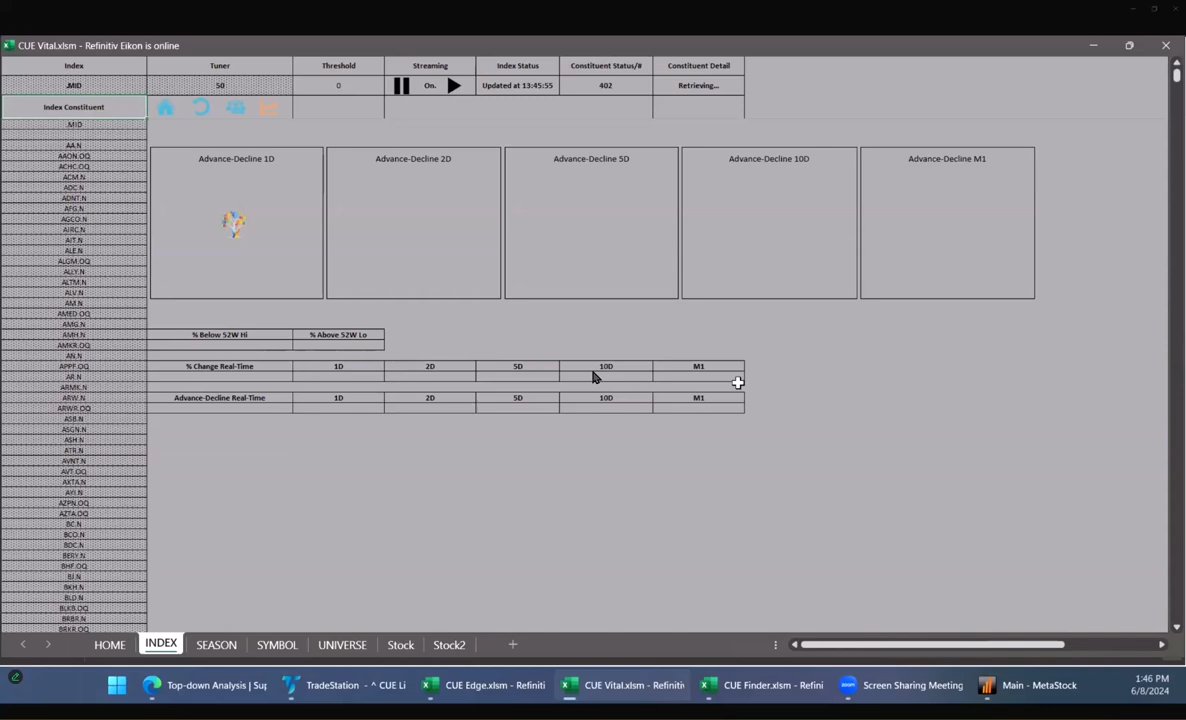 CUE Vital.xlsm - Refinitiv Eikon is online
Index Tuner Threshold Streaming Index Status Constituent Status/# Constituent Detail
.MID 50 0 On. Updated at 13:45:55 402 Retrieving...
Index Constituent
.MID
AA.N
AAON.OQ
ACHC.OQ
ACM.N
ADC.N
ADNT.N
AFG.N
AGCO.N
AIRC.N
AIT.N
ALE.N
ALGM.OQ
ALLY.N
ALTM.N
ALV.N
AM.N
AMED.OQ
AMG.N
AMH.N
AMKR.OQ
AN.N
APPF.OQ
AR.N
ARMK.N
ARW.N
ARWR.OQ
ASB.N
ASGN.N
ASH.N
ATR.N
AVNT.N
AVT.OQ
AXTA.N
AYI.N
AZPN.OQ
AZTA.OQ
BC.N
BCO.N
BDC.N
BERY.N
BHF.OQ
BJ.N
BKH.N
BLD.N
BLKB.OQ
BRBR.N
BRKR.OQ
Advance-Decline 1D Advance-Decline 2D Advance-Decline 5D Advance-Decline 10D Advance-Decline M1
% Below 52W Hi % Above 52W Lo
% Change Real-Time 1D 2D 5D 10D M1
Advance-Decline Real-Time 1D 2D 5D 10D M1
HOME INDEX SEASON SYMBOL UNIVERSE Stock Stock2
Top-down Analysis | Sup TradeStation - ^ CUE Li CUE Edge.xlsm - Refiniti CUE Vital.xlsm - Refinitiv CUE Finder.xlsm - Refini Screen Sharing Meeting Main - MetaStock
1:46 PM
6/8/2024